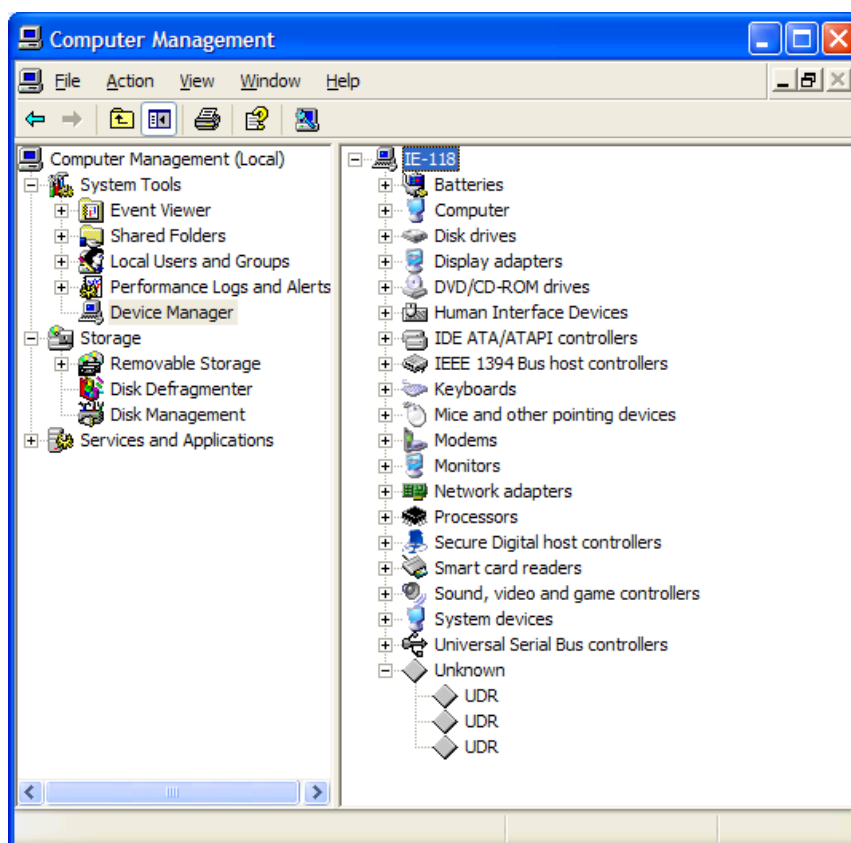 Computer Management
File Action View Window Help
Computer Management (Local)
System Tools
Event Viewer
Shared Folders
Local Users and Groups
Performance Logs and Alerts
Device Manager
Storage
Removable Storage
Disk Defragmenter
Disk Management
Services and Applications
IE-118
Batteries
Computer
Disk drives
Display adapters
DVD/CD-ROM drives
Human Interface Devices
IDE ATA/ATAPI controllers
IEEE 1394 Bus host controllers
Keyboards
Mice and other pointing devices
Modems
Monitors
Network adapters
Processors
Secure Digital host controllers
Smart card readers
Sound, video and game controllers
System devices
Universal Serial Bus controllers
Unknown
UDR
UDR
UDR